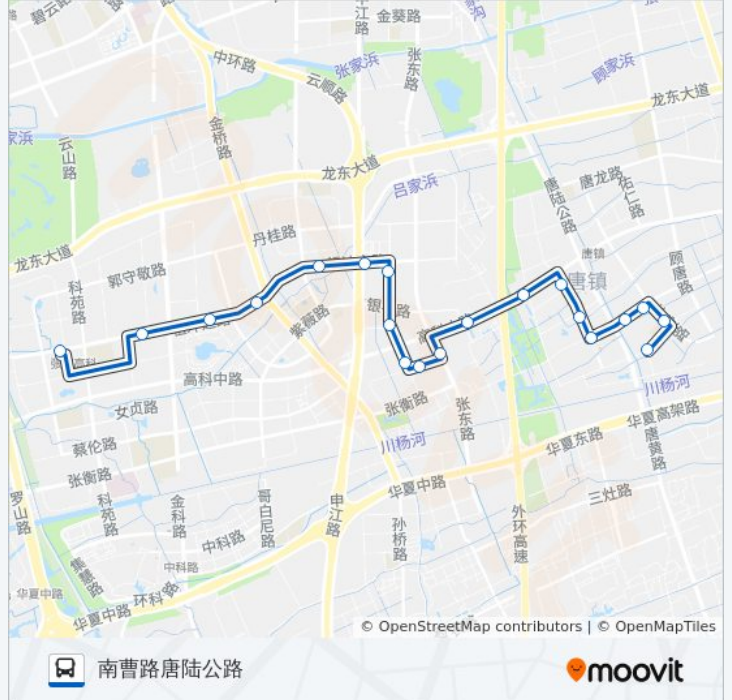 碧云路
金葵路
张东路
中环路
云顺路
张家浜
顾家浜
龙东大道
金桥路
云山路
龙东大道
吕家浜
唐陆公路
唐龙路
佑仁路
丹桂路
龙东大道
郭守敬路
科苑路
唐镇
唐镇
顾唐路
紫薇路
高科中路
女贞路
张衡路
张东路
川杨河
川杨河
华夏高架路
蔡伦路
华夏东路
唐黄路
张衡路
华夏中路
三灶路
罗山路
科苑路
金科路
哥白尼路
申江路
孙桥路
外环高速
中科路
中科路
集慧路
环科路
华夏中路
华夏中路
© OpenStreetMap contributors | © OpenMapTiles
南曹路唐陆公路
moovit